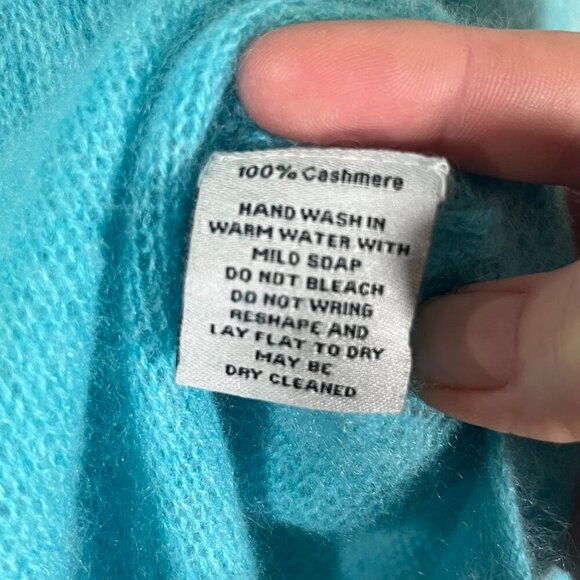 100% Cashmere
HAND WASH IN
WARM WATER WITH
MILD SOAP
DO NOT BLEACH
DO NOT WRING
RESHAPE AND
LAY FLAT TO DRY
MAY BE
DRY CLEANED